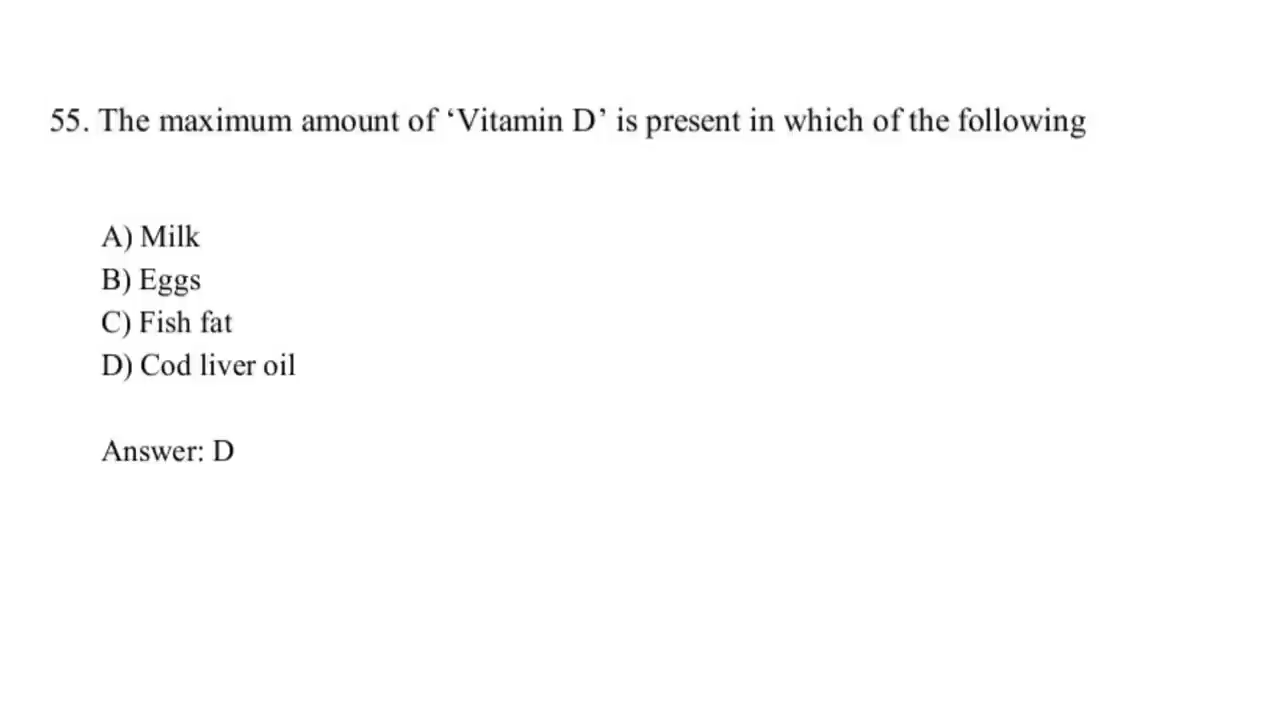 55. The maximum amount of ‘Vitamin D’ is present in which of the following
A) Milk
B) Eggs
C) Fish fat
D) Cod liver oil
Answer: D